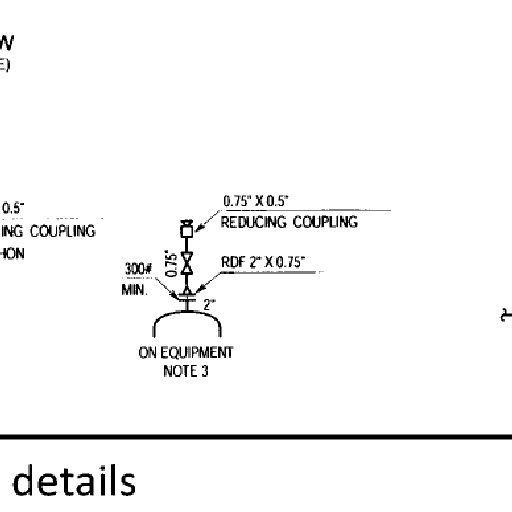 W
E)
0.5"
ING COUPLING
HON
0.75" X 0.5"
REDUCING COUPLING
0.75"
RDF 2" X 0.75"
300#
MIN.
2"
ON EQUIPMENT
NOTE 3
details